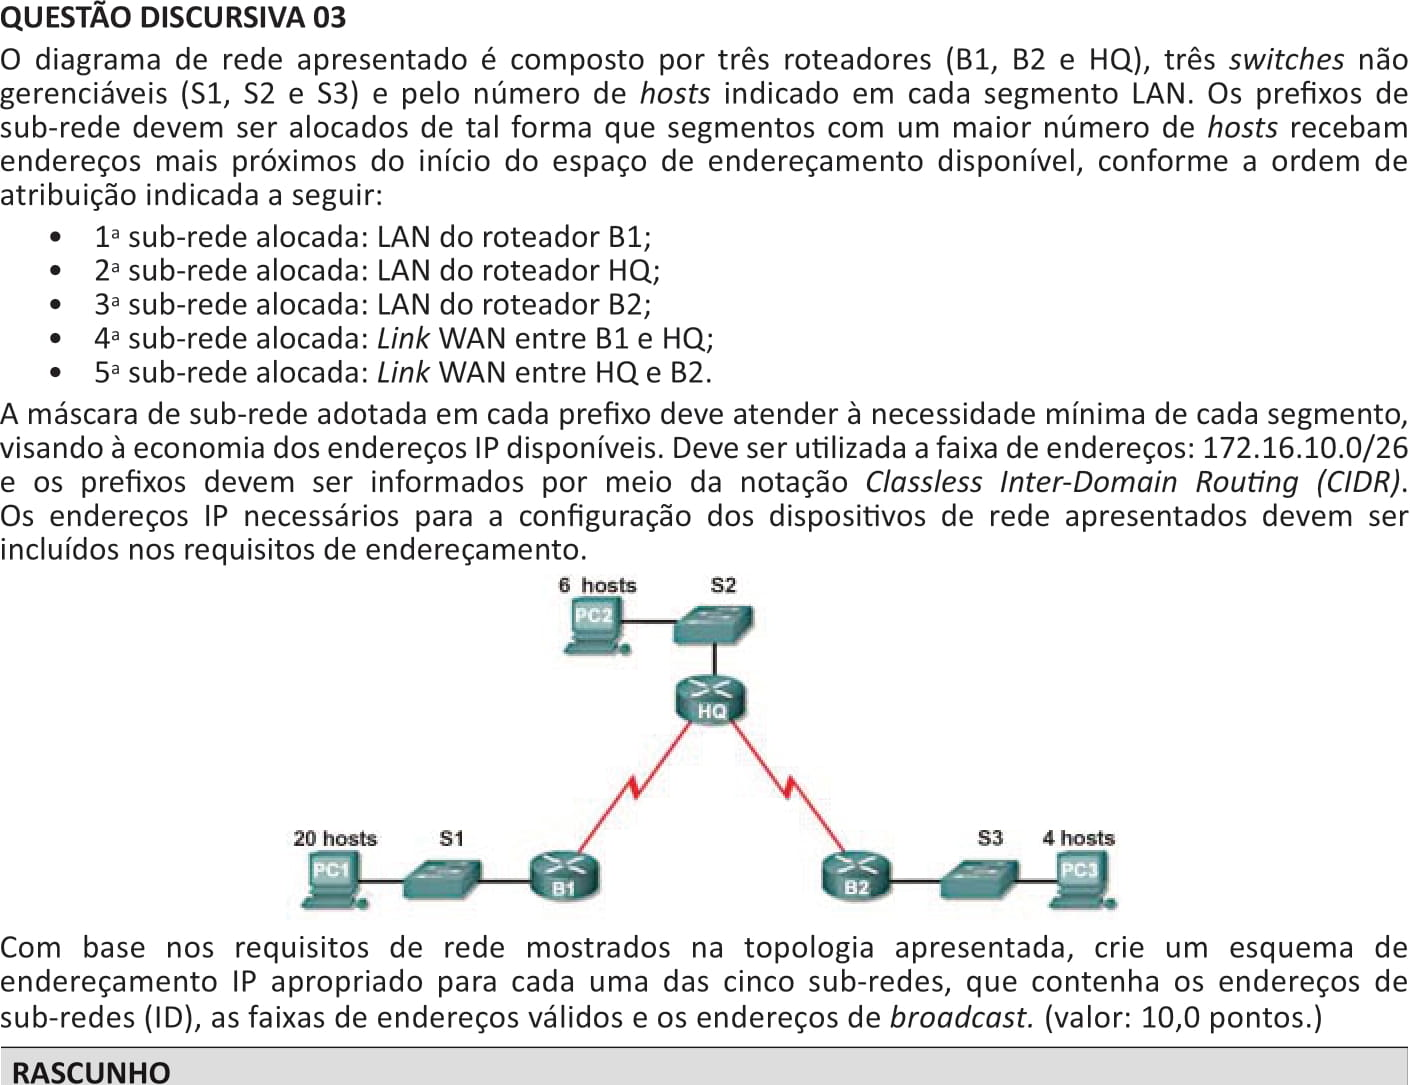 QUESTÃO DISCURSIVA 03
O diagrama de rede apresentado é composto por três roteadores (B1, B2 e HQ), três switches não
gerenciáveis (S1, S2 e S3) e pelo número de hosts indicado em cada segmento LAN. Os prefixos de
sub-rede devem ser alocados de tal forma que segmentos com um maior número de hosts recebam
endereços mais próximos do início do espaço de endereçamento disponível, conforme a ordem de
atribuição indicada a seguir:
• 1ª sub-rede alocada: LAN do roteador B1;
• 2ª sub-rede alocada: LAN do roteador HQ;
• 3ª sub-rede alocada: LAN do roteador B2;
• 4ª sub-rede alocada: Link WAN entre B1 e HQ;
• 5ª sub-rede alocada: Link WAN entre HQ e B2.
A máscara de sub-rede adotada em cada prefixo deve atender à necessidade mínima de cada segmento,
visando à economia dos endereços IP disponíveis. Deve ser utilizada a faixa de endereços: 172.16.10.0/26
e os prefixos devem ser informados por meio da notação Classless Inter-Domain Routing (CIDR).
Os endereços IP necessários para a configuração dos dispositivos de rede apresentados devem ser
incluídos nos requisitos de endereçamento.
6 hosts S2
PC2
HQ
20 hosts S1 S3 4 hosts
PC1 B1 B2 PC3
Com base nos requisitos de rede mostrados na topologia apresentada, crie um esquema de
endereçamento IP apropriado para cada uma das cinco sub-redes, que contenha os endereços de
sub-redes (ID), as faixas de endereços válidos e os endereços de broadcast. (valor: 10,0 pontos.)
RASCUNHO